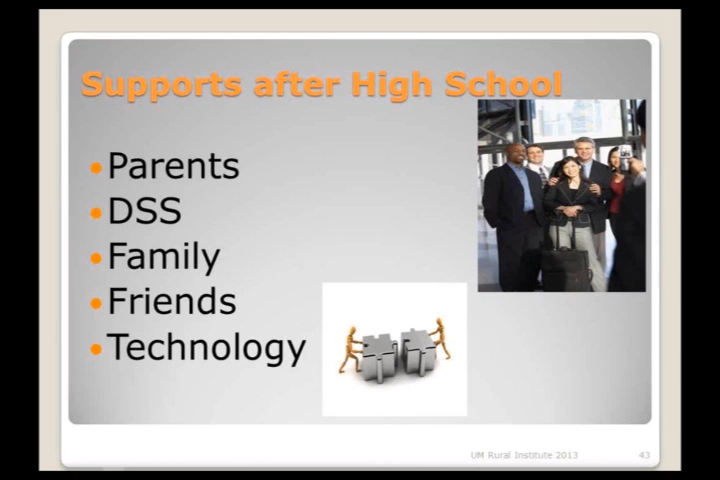 Supports after High School
Parents
DSS
Family
Friends
Technology
UM Rural Institute 2013
43